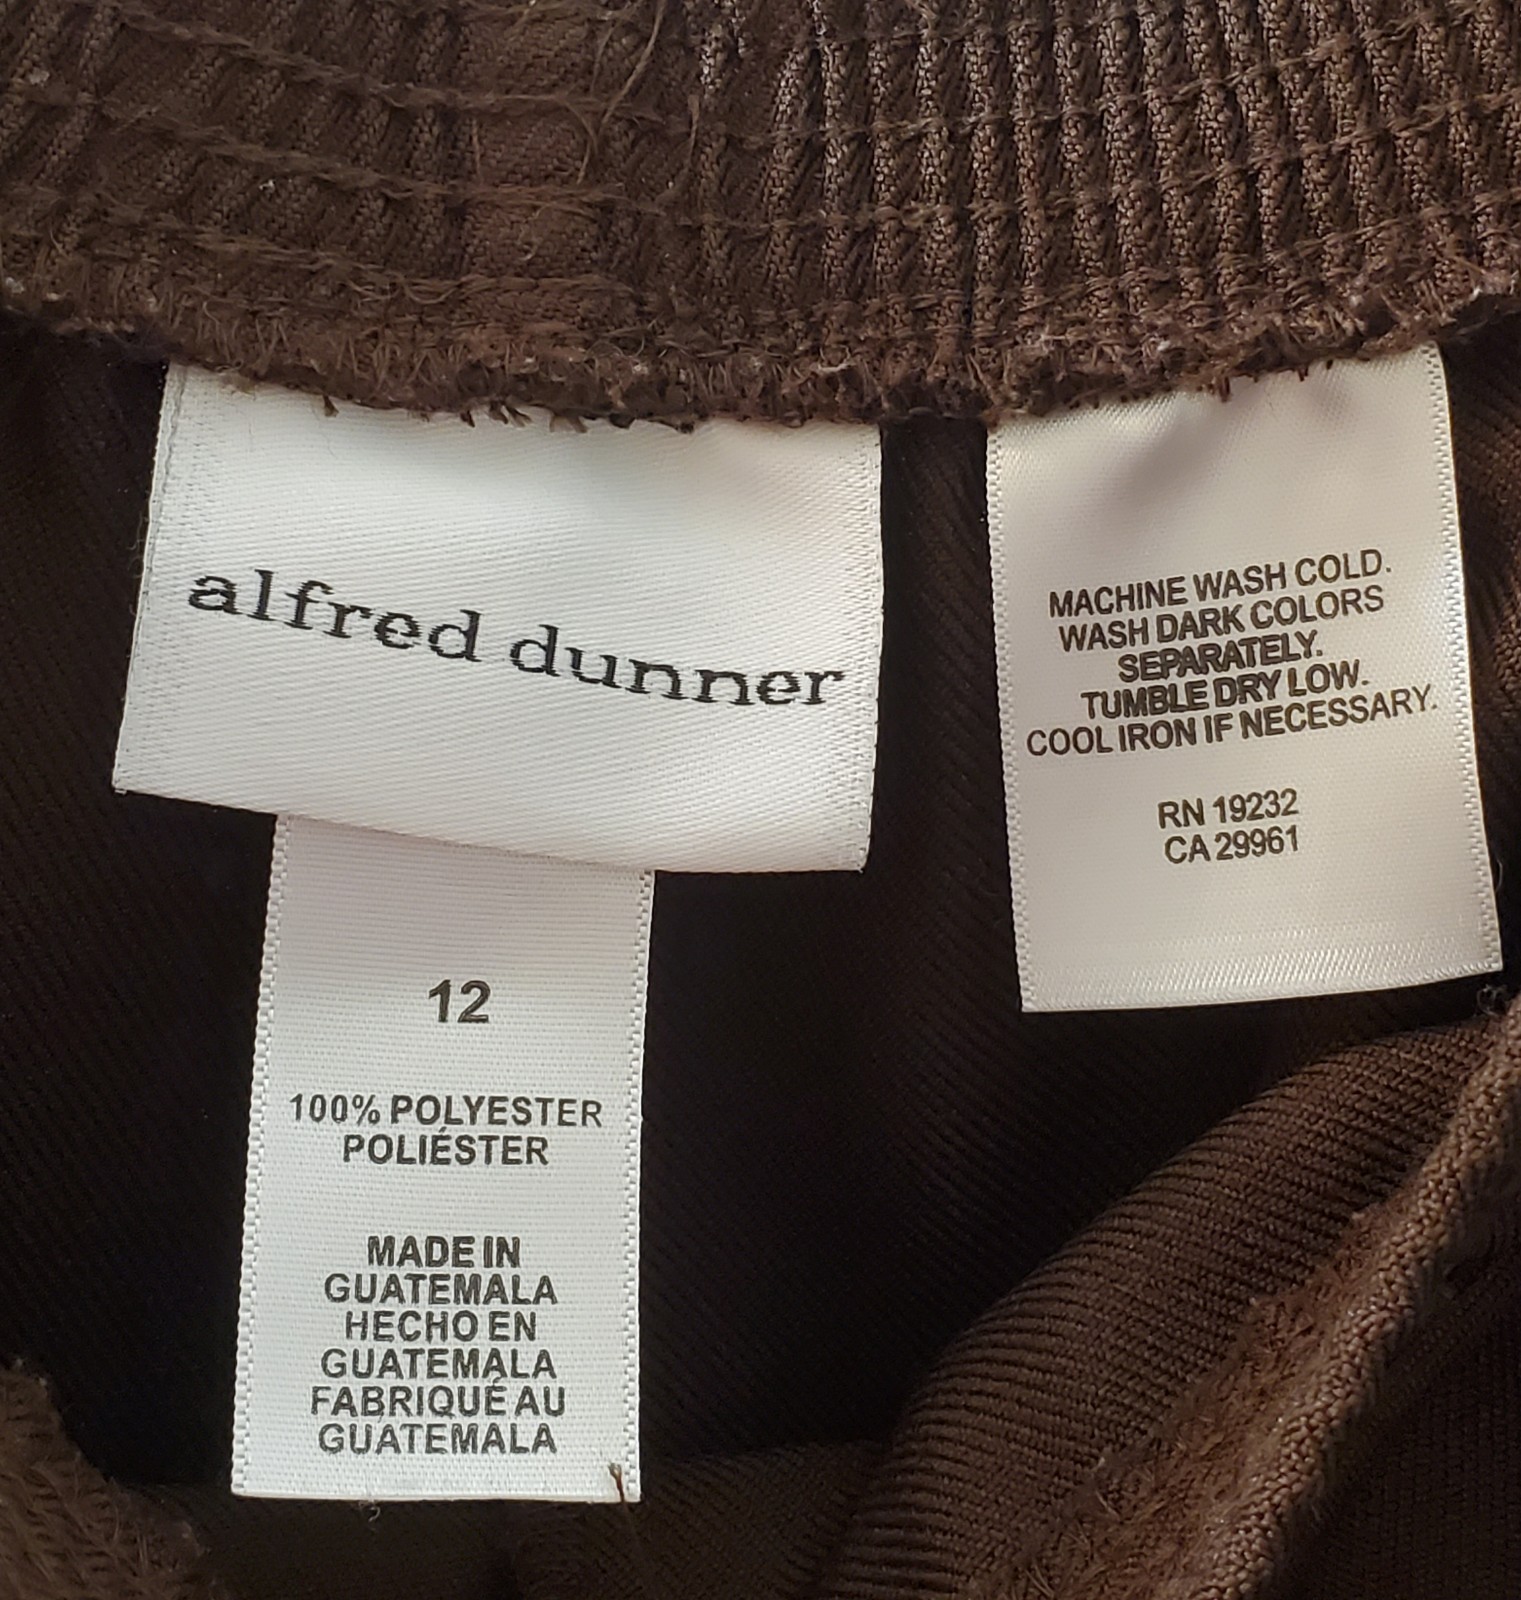 alfred dunner
12
100% POLYESTER
POLIÉSTER
MADE IN
GUATEMALA
HECHO EN
GUATEMALA
FABRIQUÉ AU
GUATEMALA
MACHINE WASH COLD.
WASH DARK COLORS
SEPARATELY.
TUMBLE DRY LOW.
COOL IRON IF NECESSARY.
RN 19232
CA 29961